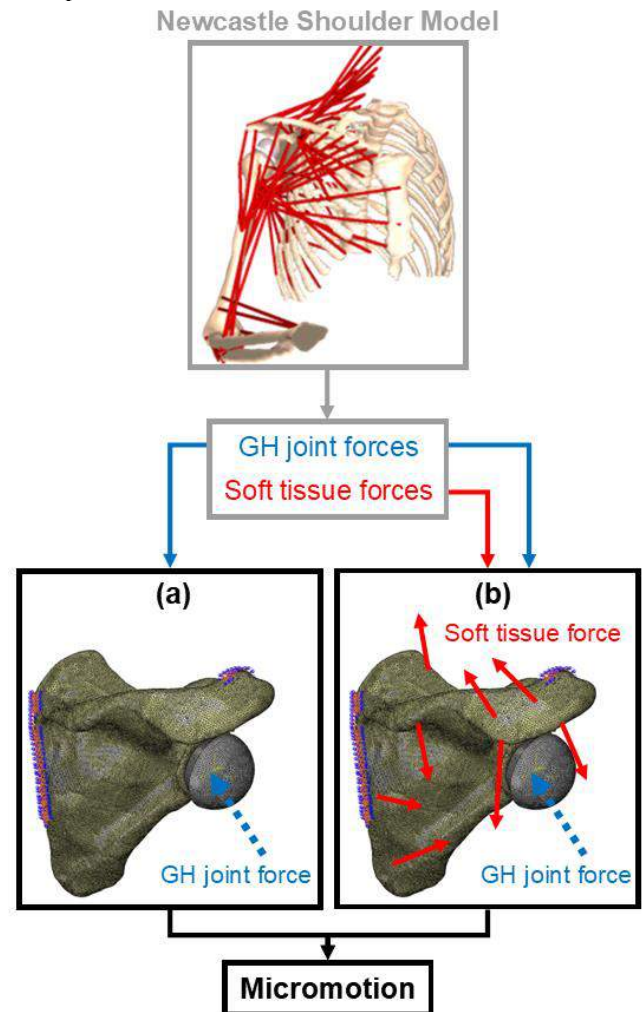 Newcastle Shoulder Model
GH joint forces
Soft tissue forces
(a)
GH joint force
(b)
Soft tissue force
GH joint force
Micromotion